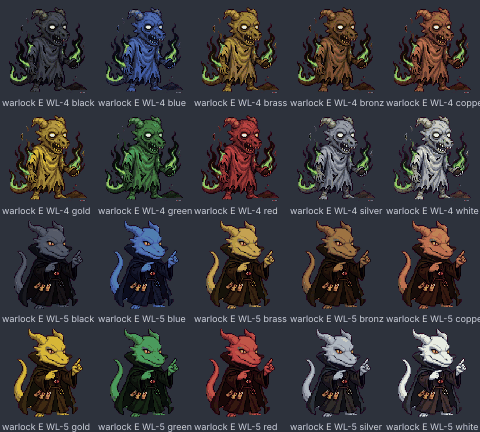 warlock E WL-4 black
warlock E WL-4 blue
warlock E WL-4 brass
warlock E WL-4 bronz
warlock E WL-4 coppe
warlock E WL-4 gold
warlock E WL-4 green
warlock E WL-4 red
warlock E WL-4 silver
warlock E WL-4 white
warlock E WL-5 black
warlock E WL-5 blue
warlock E WL-5 brass
warlock E WL-5 bronz
warlock E WL-5 coppe
warlock E WL-5 gold
warlock E WL-5 green
warlock E WL-5 red
warlock E WL-5 silver
warlock E WL-5 white